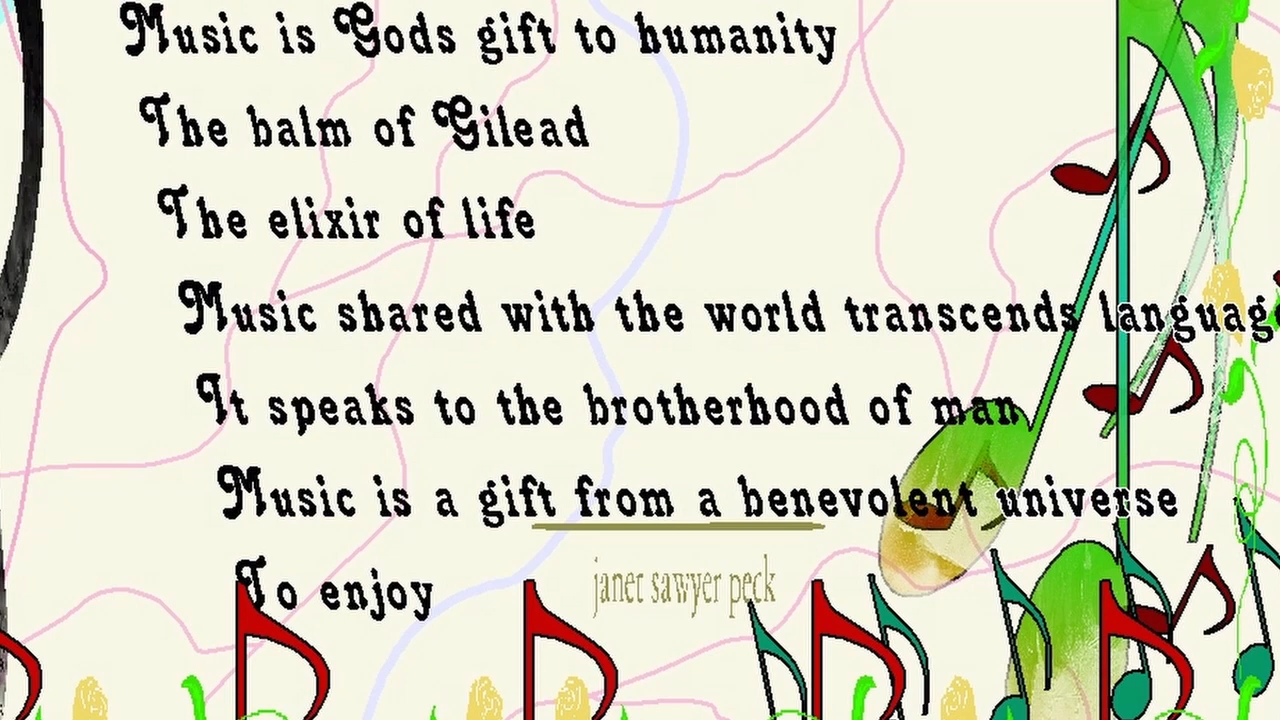 Music is Gods gift to humanity
The balm of Gilead
The elixir of life
Music shared with the world transcends language
It speaks to the brotherhood of man
Music is a gift from a benevolent universe
To enjoy
janet sawyer peck